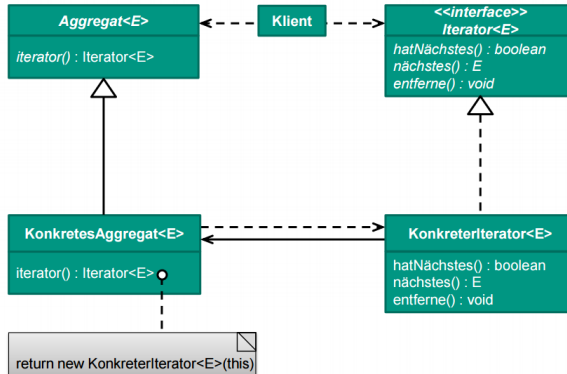 Aggregat<E>
iterator() : Iterator<E>
Klient
<<interface>>
Iterator<E>
hatNächstes() : boolean
nächstes() : E
entferne() : void
KonkretesAggregat<E>
iterator() : Iterator<E>
KonkreterIterator<E>
hatNächstes() : boolean
nächstes() : E
entferne() : void
return new KonkreterIterator<E>(this)